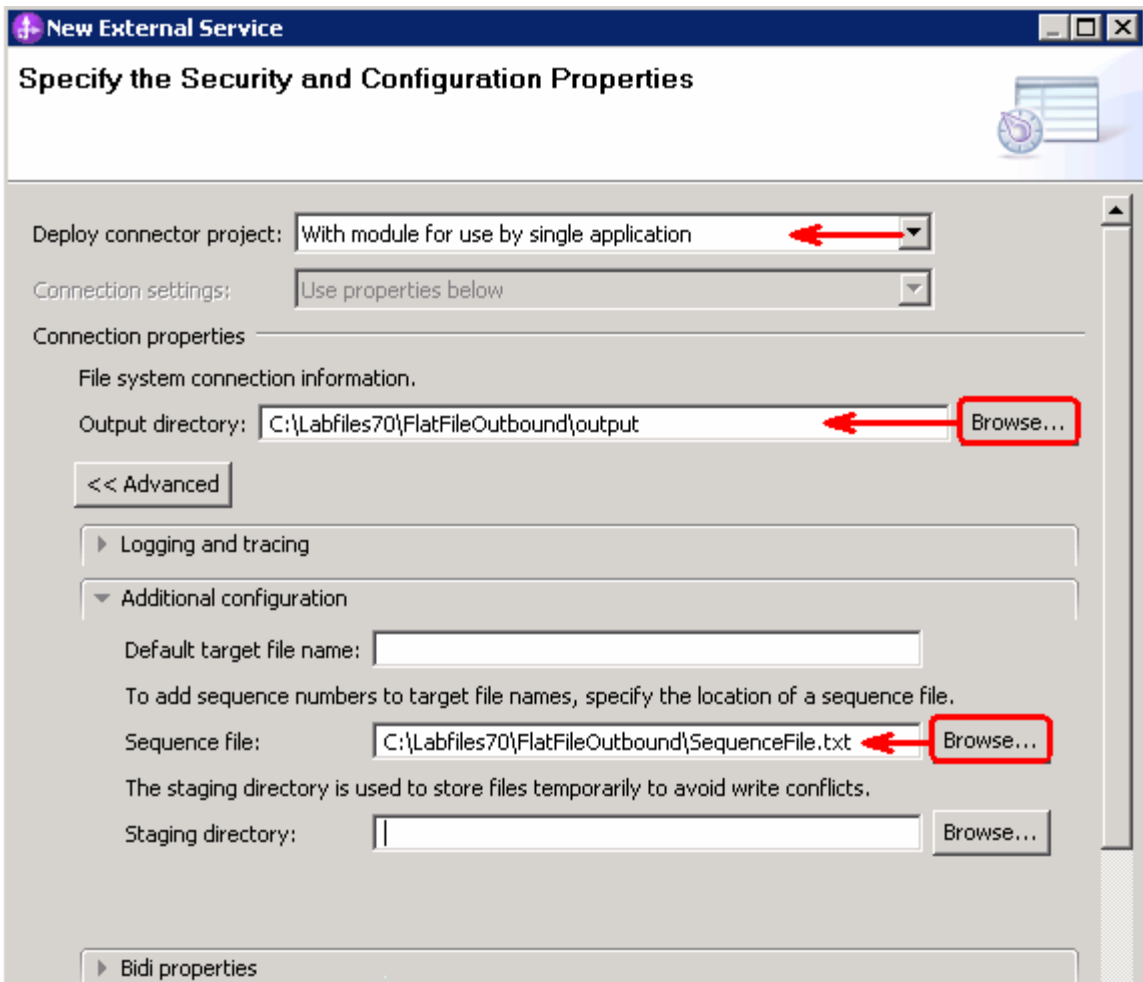 New External Service
Specify the Security and Configuration Properties
Deploy connector project: With module for use by single application
Connection settings: Use properties below
Connection properties
File system connection information.
Output directory: C:\Labfiles70\FlatFileOutbound\output Browse...
<< Advanced
Logging and tracing
Additional configuration
Default target file name:
To add sequence numbers to target file names, specify the location of a sequence file.
Sequence file: C:\Labfiles70\FlatFileOutbound\SequenceFile.txt Browse...
The staging directory is used to store files temporarily to avoid write conflicts.
Staging directory: Browse...
Bidi properties